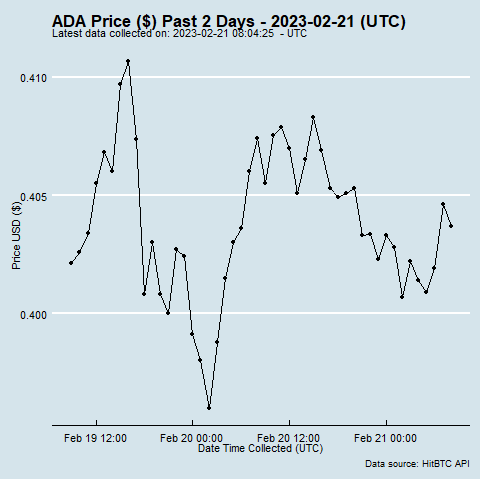 ADA Price ($) Past 2 Days - 2023-02-21 (UTC)
Latest data collected on: 2023-02-21 08:04:25  - UTC
0.410
0.405
0.400
Price USD ($)
Feb 19 12:00
Feb 20 00:00
Feb 20 12:00
Feb 21 00:00
Date Time Collected (UTC)
Data source: HitBTC API